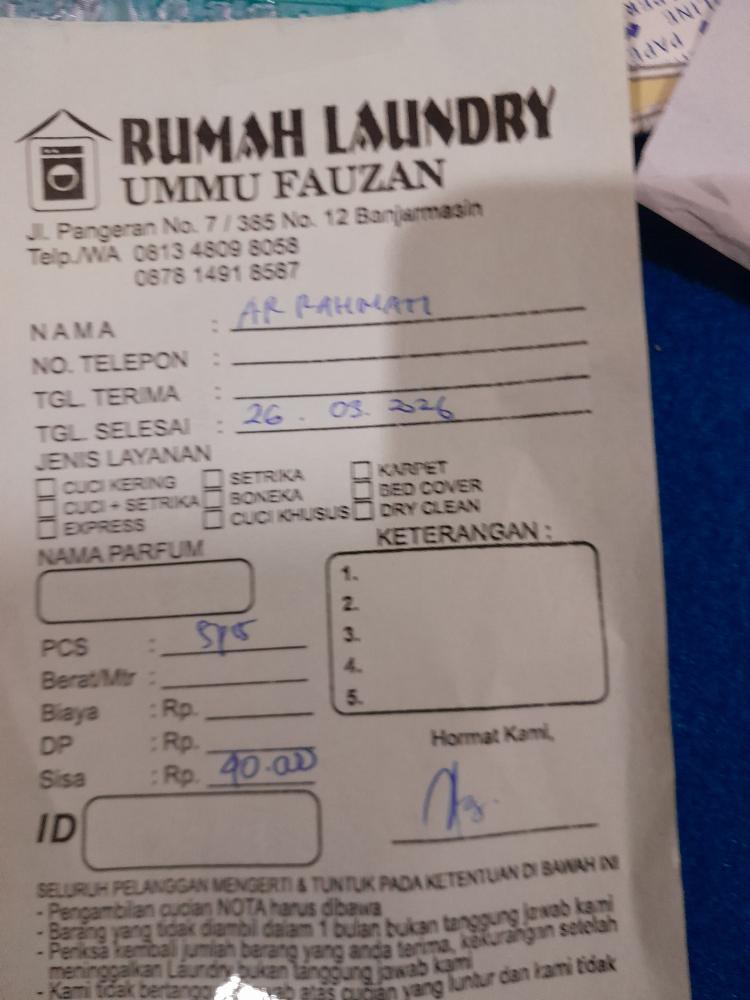 RUMAH LAUNDRY
UMMU FAUZAN
Jl. Pangeran No. 7 / 385 No. 12 Banjarmasin
Telp./WA 0813 4809 8058
0878 1491 8587
NAMA : AR RAHMAN
NO. TELEPON :
TGL. TERIMA :
TGL. SELESAI : 26 . 03. 2026
JENIS LAYANAN
CUCI KERING SETRIKA KARPET
CUCI + SETRIKA BONEKA BED COVER
EXPRESS CUCI KHUSUS DRY CLEAN
NAMA PARFUM KETERANGAN :
1.
2.
3.
4.
5.
PCS :
Berat/Mtr :
Biaya : Rp.
DP : Rp.
Sisa : Rp. 90.000
Hormat Kami,
ID
SELURUH PELANGGAN MENGERTI & TUNTUK PADA KETENTUAN DI BAWAH INI
- Pengambilan cucian NOTA harus dibawa
- Barang yang tidak diambil dalam 1 bulan bukan tanggung jawab kami
- Periksa kembali jumlah barang yang anda terima, kekurangan setelah
meninggalkan Laundry bukan tanggung jawab kami
- Kami tidak atas cucian yang luntur dan kami tidak